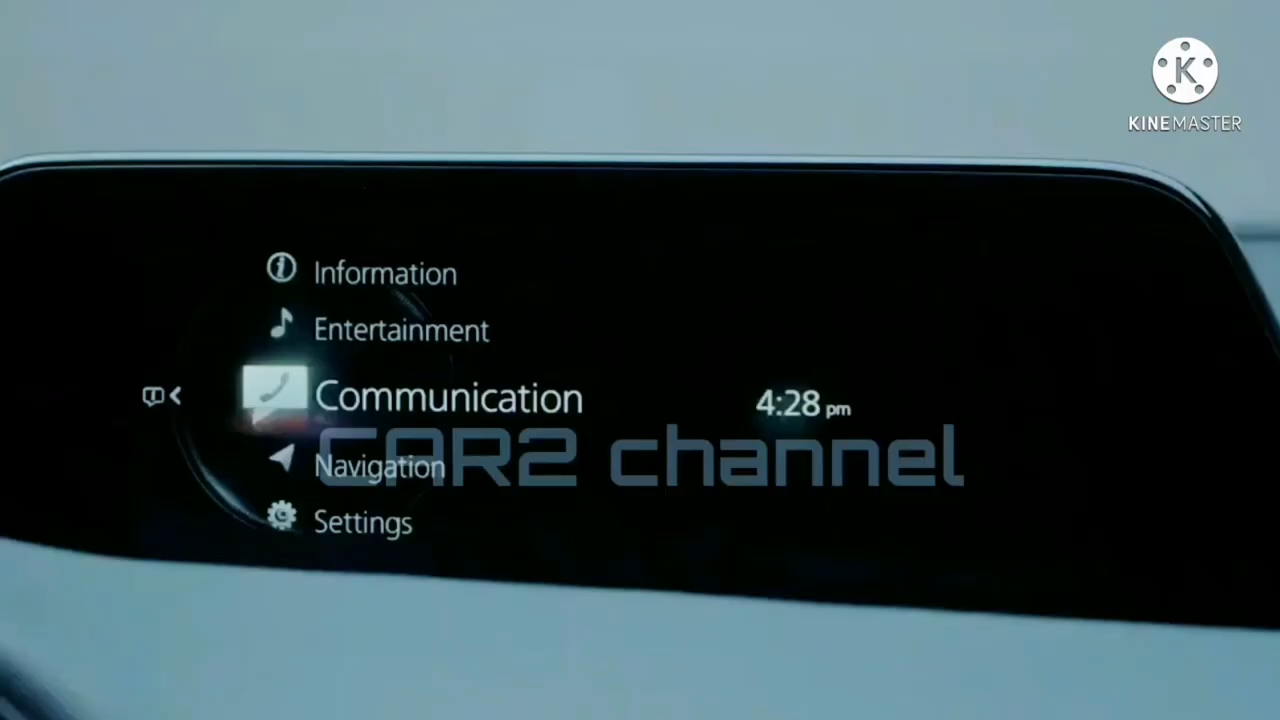 KINEMASTER
Information
Entertainment
Communication
4:28 pm
CAR2 channel
Navigation
Settings